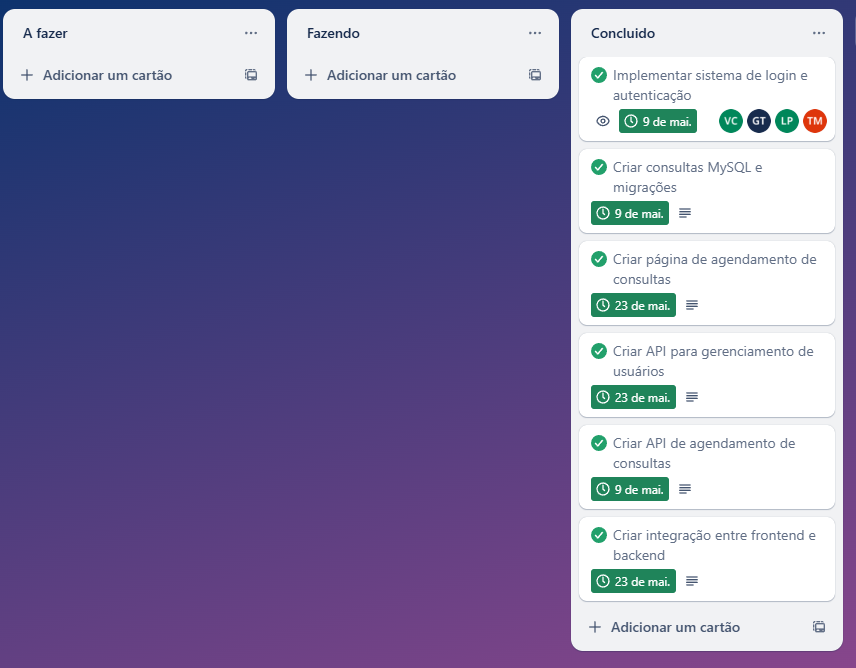 A fazer
Adicionar um cartão
Fazendo
Adicionar um cartão
Concluido
Implementar sistema de login e
autenticação
9 de mai.
VC GT LP TM
Criar consultas MySQL e
migrações
9 de mai.
Criar página de agendamento de
consultas
23 de mai.
Criar API para gerenciamento de
usuários
23 de mai.
Criar API de agendamento de
consultas
9 de mai.
Criar integração entre frontend e
backend
23 de mai.
Adicionar um cartão